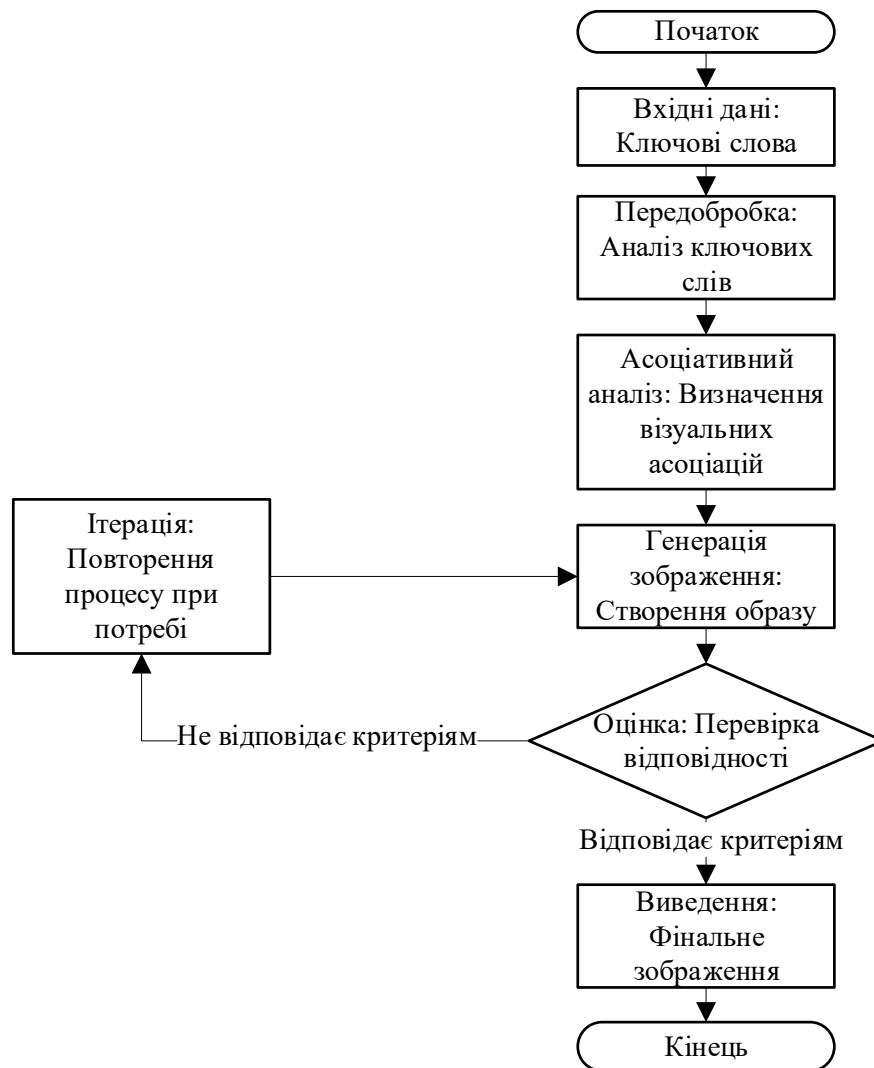 Початок
Вхідні дані:
Ключові слова
Передобробка:
Аналіз ключових
слів
Асоціативний
аналіз: Визначення
візуальних
асоціацій
Ітерація:
Повторення
процесу при
потребі
Генерація
зображення:
Створення образу
Оцінка: Перевірка
відповідності
Не відповідає критеріям
Відповідає критеріям
Виведення:
Фінальне
зображення
Кінець